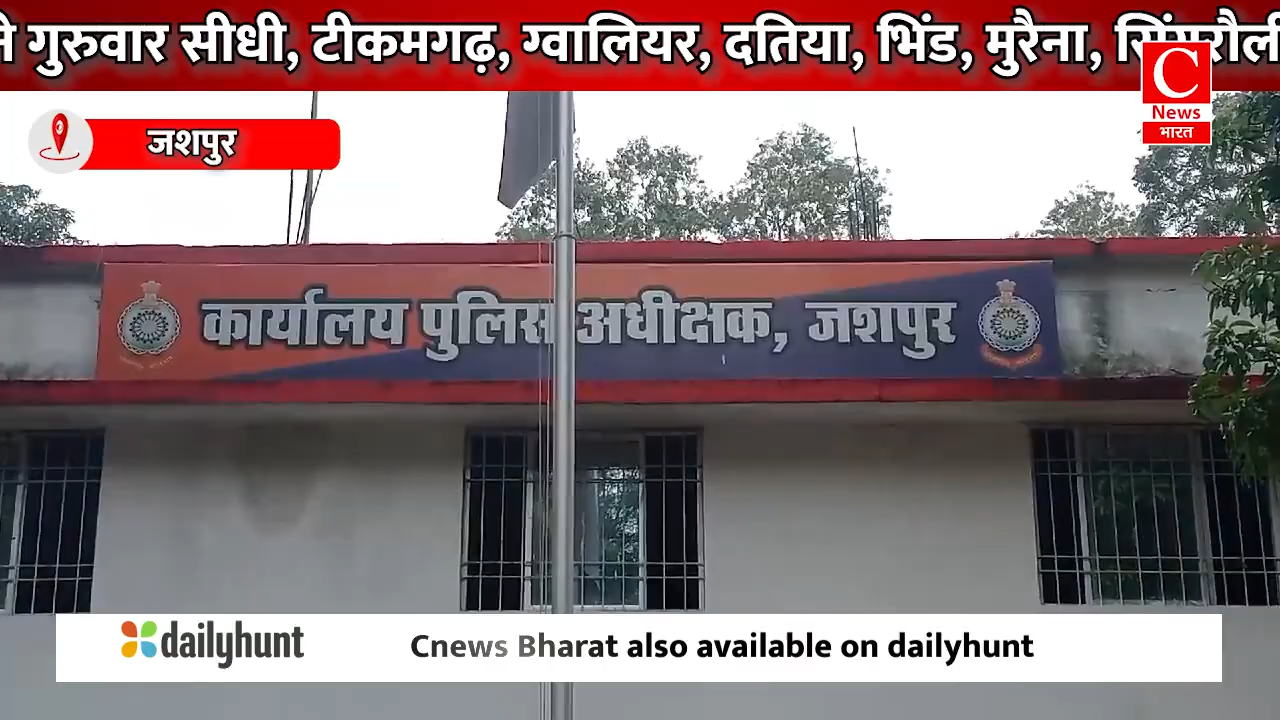 गुरुवार सीधी, टीकमगढ़, ग्वालियर, दतिया, भिंड, मुरैना,
C
News
भारत
जशपुर
कार्यालय पुलिस अधीक्षक, जशपुर
dailyhunt
Cnews Bharat also available on dailyhunt